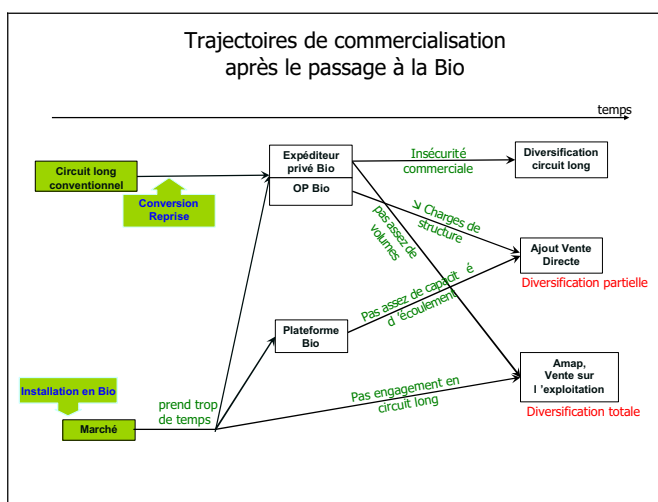 Trajectoires de commercialisation
après le passage à la Bio
temps
Circuit long
conventionnel
Conversion
Reprise
Expéditeur
privé Bio
OP Bio
Insécurité
commerciale
Diversification
circuit long
pas assez de
volumes
↘ Charges de
structure
Ajout Vente
Directe
Diversification partielle
Pas assez de capacit é
d 'écoulement
Plateforme
Bio
Installation en Bio
Marché
prend trop
de temps
Pas engagement en
circuit long
Amap,
Vente sur
l 'exploitation
Diversification totale